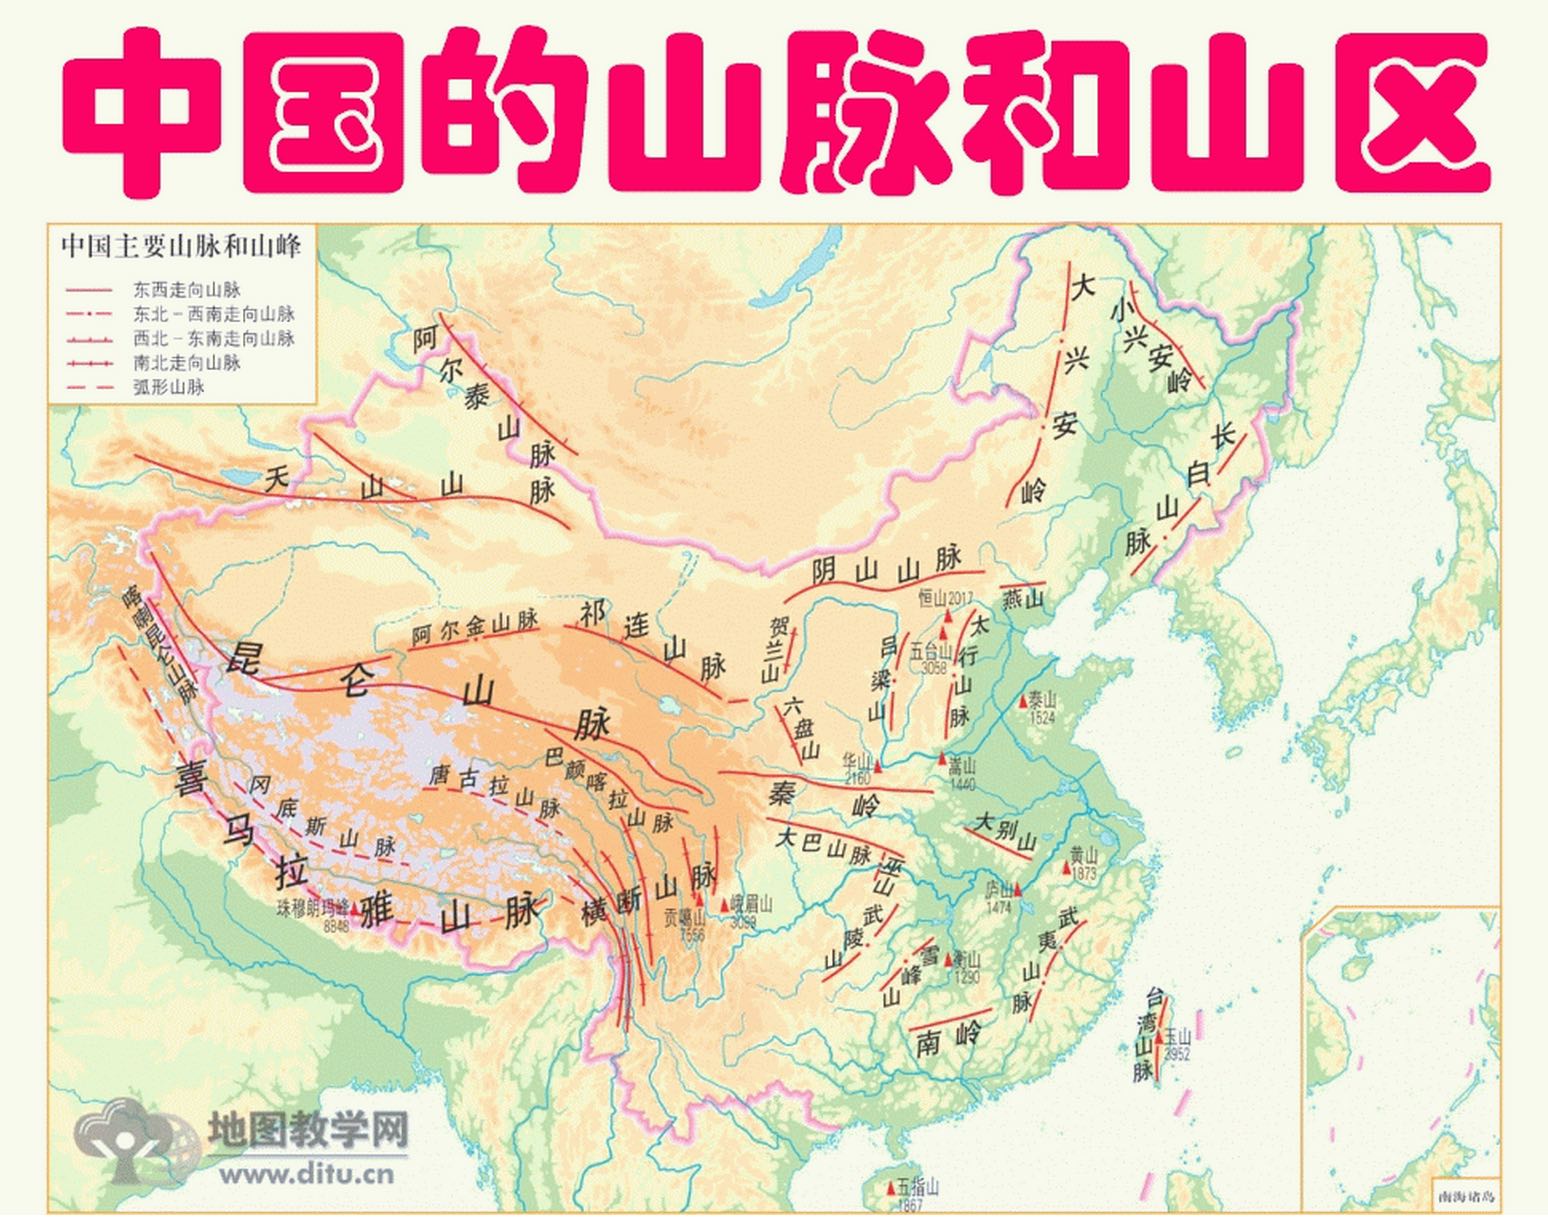 中国的山脉和山区
中国主要山脉和山峰
东西走向山脉
东北－西南走向山脉
西北－东南走向山脉
南北走向山脉
弧形山脉
阿尔泰山脉
天山山脉
大兴安岭
小兴安岭
长白山脉
阴山山脉
燕山
恒山2017
五台山
3058
太行山脉
吕梁山
贺兰山
六盘山
喀喇昆仑山脉
昆仑山脉
阿尔金山脉
祁连山脉
泰山
1524
华山
2160
嵩山
1440
秦岭
巴颜喀拉山脉
唐古拉山脉
冈底斯山脉
喜马拉雅山脉
珠穆朗玛峰
8848
横断山脉
贡嘎山
7556
峨眉山
3099
大巴山脉
巫山
大别山
黄山
1873
庐山
1474
武陵山
雪峰山
衡山
1290
武夷山脉
南岭
台湾山脉
玉山
3952
五指山
1867
地图教学网
www.ditu.cn
南海诸岛